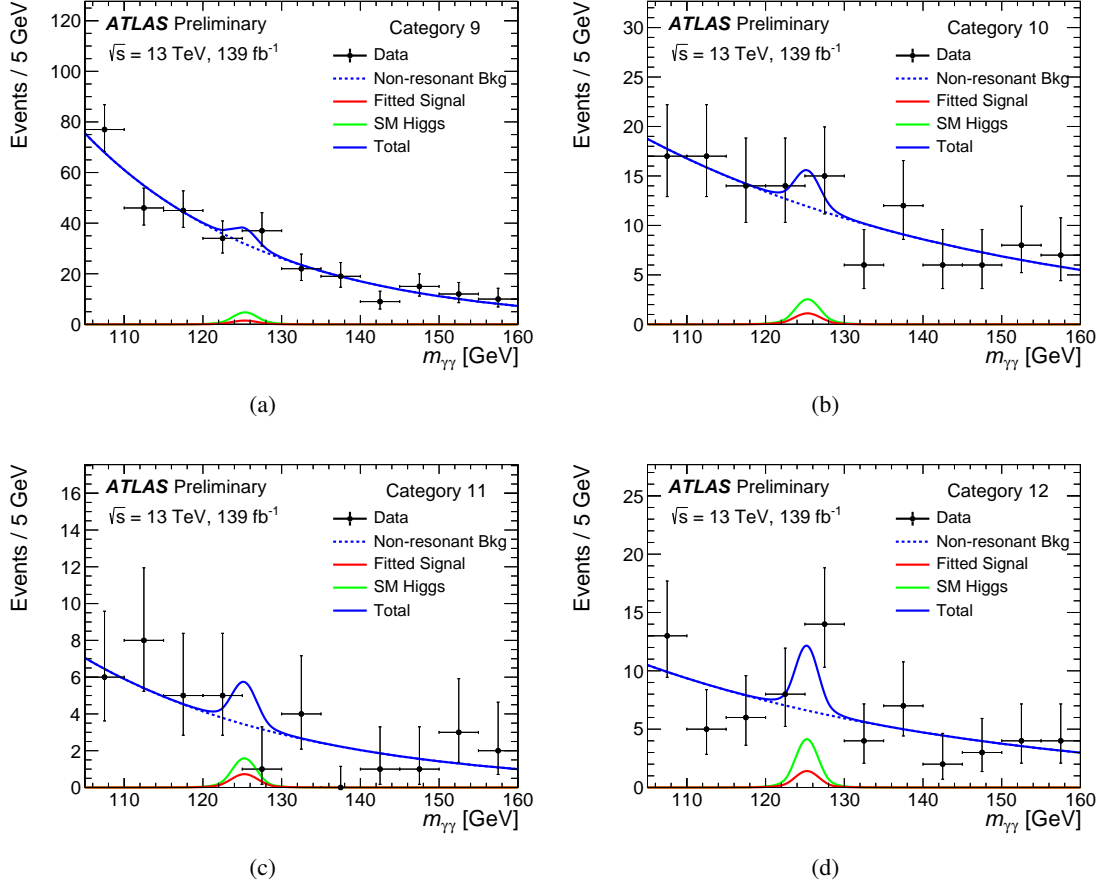 Events / 5 GeV
120
100
80
60
40
20
0
ATLAS Preliminary
√s = 13 TeV, 139 fb-1
Category 9
Data
Non-resonant Bkg
Fitted Signal
SM Higgs
Total
110 120 130 140 150 160
mγγ [GeV]
(a)
Events / 5 GeV
30
25
20
15
10
5
0
ATLAS Preliminary
√s = 13 TeV, 139 fb-1
Category 10
Data
Non-resonant Bkg
Fitted Signal
SM Higgs
Total
110 120 130 140 150 160
mγγ [GeV]
(b)
Events / 5 GeV
16
14
12
10
8
6
4
2
0
ATLAS Preliminary
√s = 13 TeV, 139 fb-1
Category 11
Data
Non-resonant Bkg
Fitted Signal
SM Higgs
Total
110 120 130 140 150 160
mγγ [GeV]
(c)
Events / 5 GeV
25
20
15
10
5
0
ATLAS Preliminary
√s = 13 TeV, 139 fb-1
Category 12
Data
Non-resonant Bkg
Fitted Signal
SM Higgs
Total
110 120 130 140 150 160
mγγ [GeV]
(d)